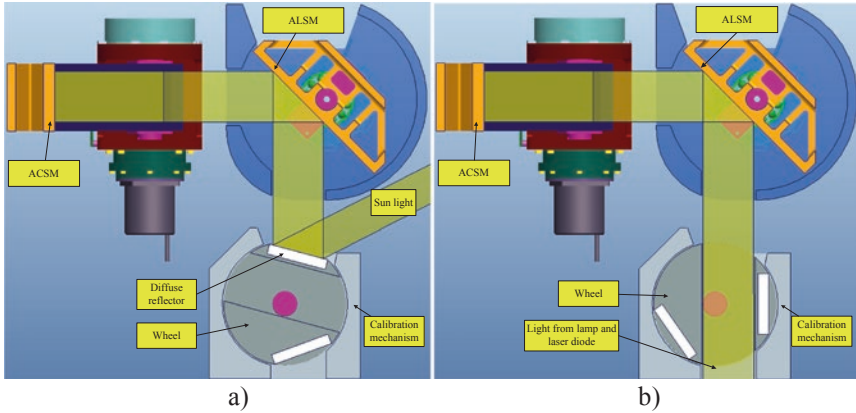 ALSM
ACSM
Sun light
Diffuse
reflector
Wheel
Calibration
mechanism
a)
ALSM
ACSM
Wheel
Light from lamp and
laser diode
Calibration
mechanism
b)